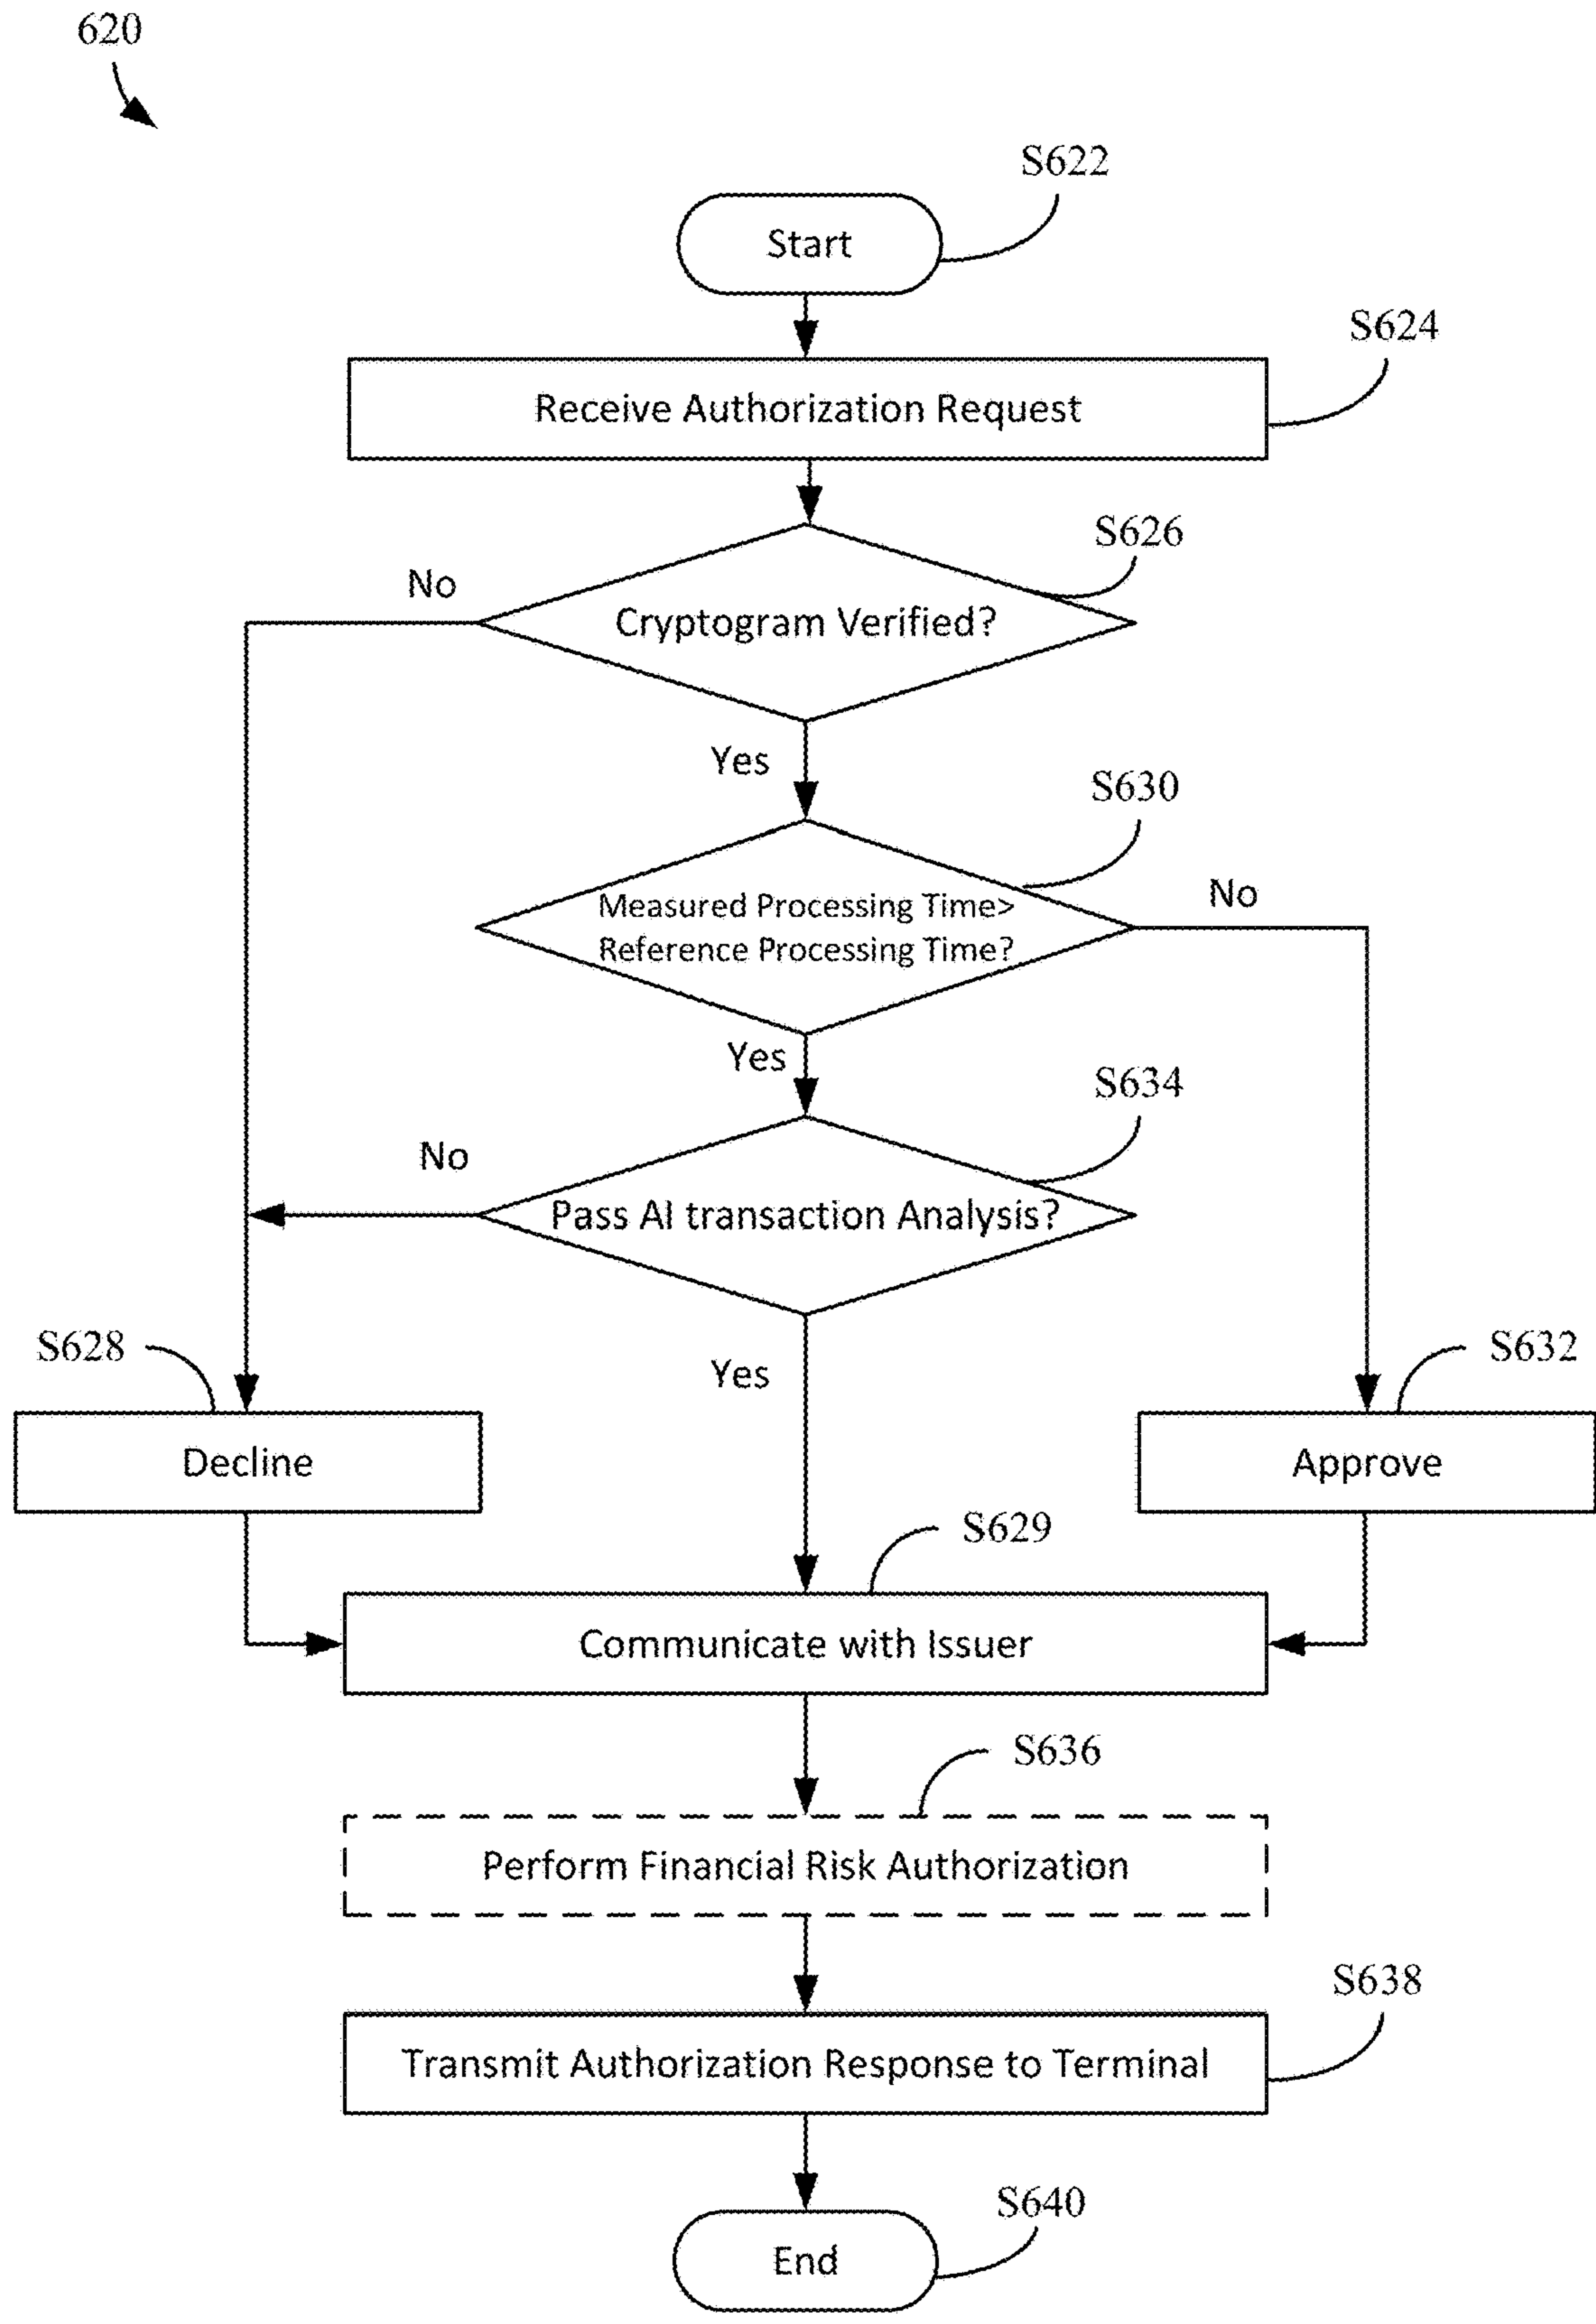 620
S622
Start
S624
Receive Authorization Request
S626
No
Cryptogram Verified?
Yes
S630
No
Measured Processing Time>
Reference Processing Time?
Yes
S634
No
Pass AI transaction Analysis?
S628
Yes
S632
Decline
Approve
S629
Communicate with Issuer
S636
Perform Financial Risk Authorization
S638
Transmit Authorization Response to Terminal
S640
End